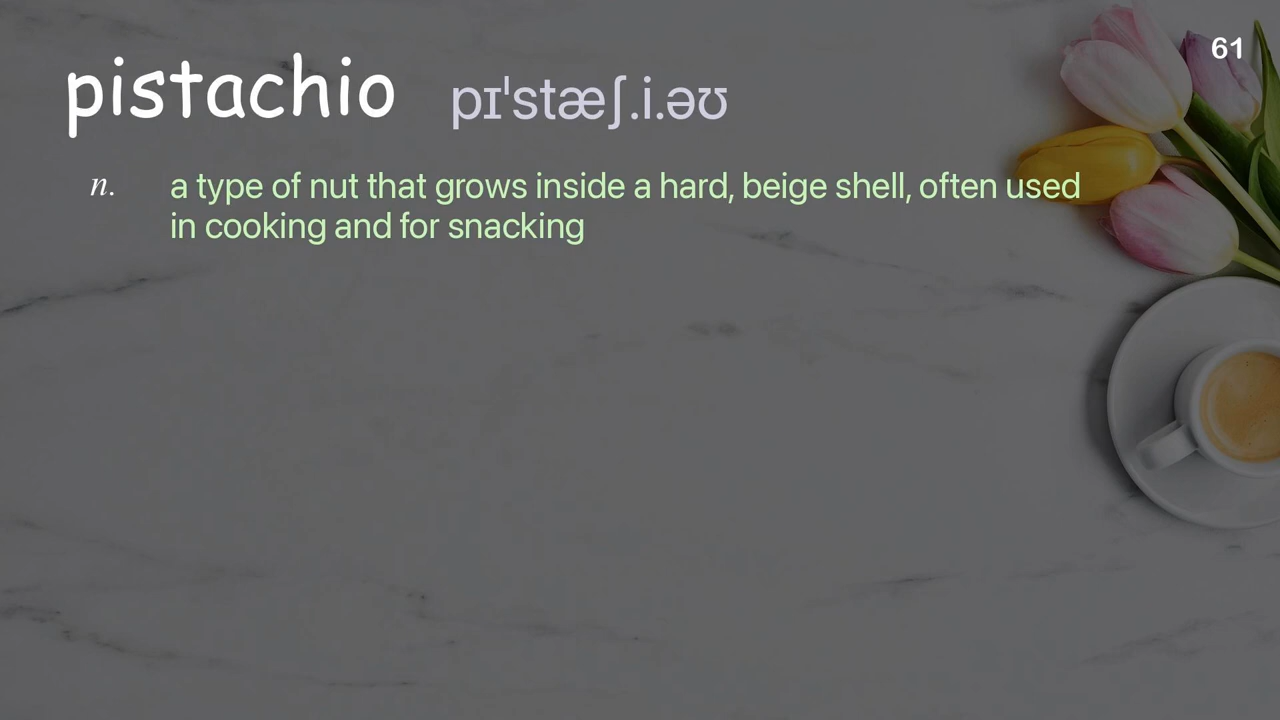 61
pistachio pɪˈstæʃ.i.əʊ
n. a type of nut that grows inside a hard, beige shell, often used
in cooking and for snacking